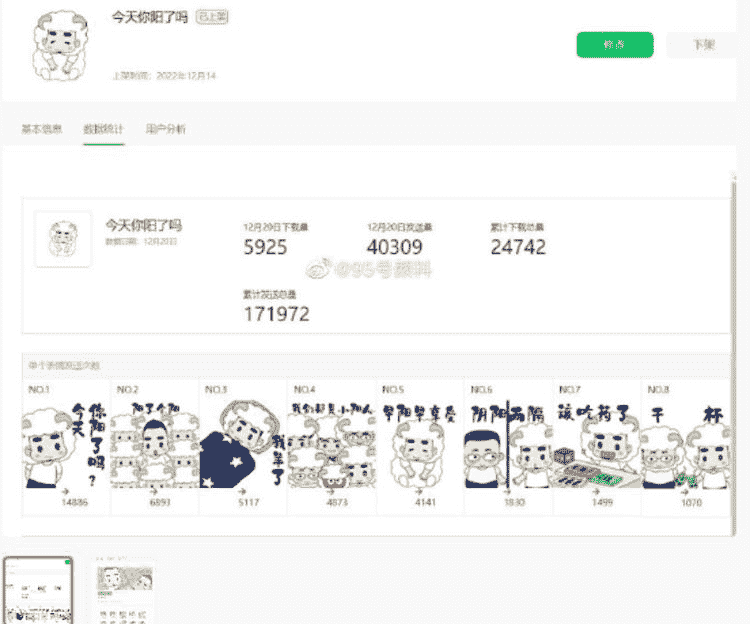 今天你阳了吗 已上架
修改
下架
上架时间：2022年12月14
基本信息 数据统计 用户分析
今天你阳了吗
数据日期：12月20日
12月20日下载量
5925
12月20日发送量
40309
累计下载总量
24742
@95号颜料
累计发送总量
171972
单个表情发送次数
NO.1
今天你阳了吗？
14886
NO.2
阳了个阳
6893
NO.3
我羊了
5117
NO.4
我们都是小阳人
4873
NO.5
早阳早享受
4141
NO.6
阴阳两隔
1830
NO.7
该吃药了
1499
NO.8
干杯
1070